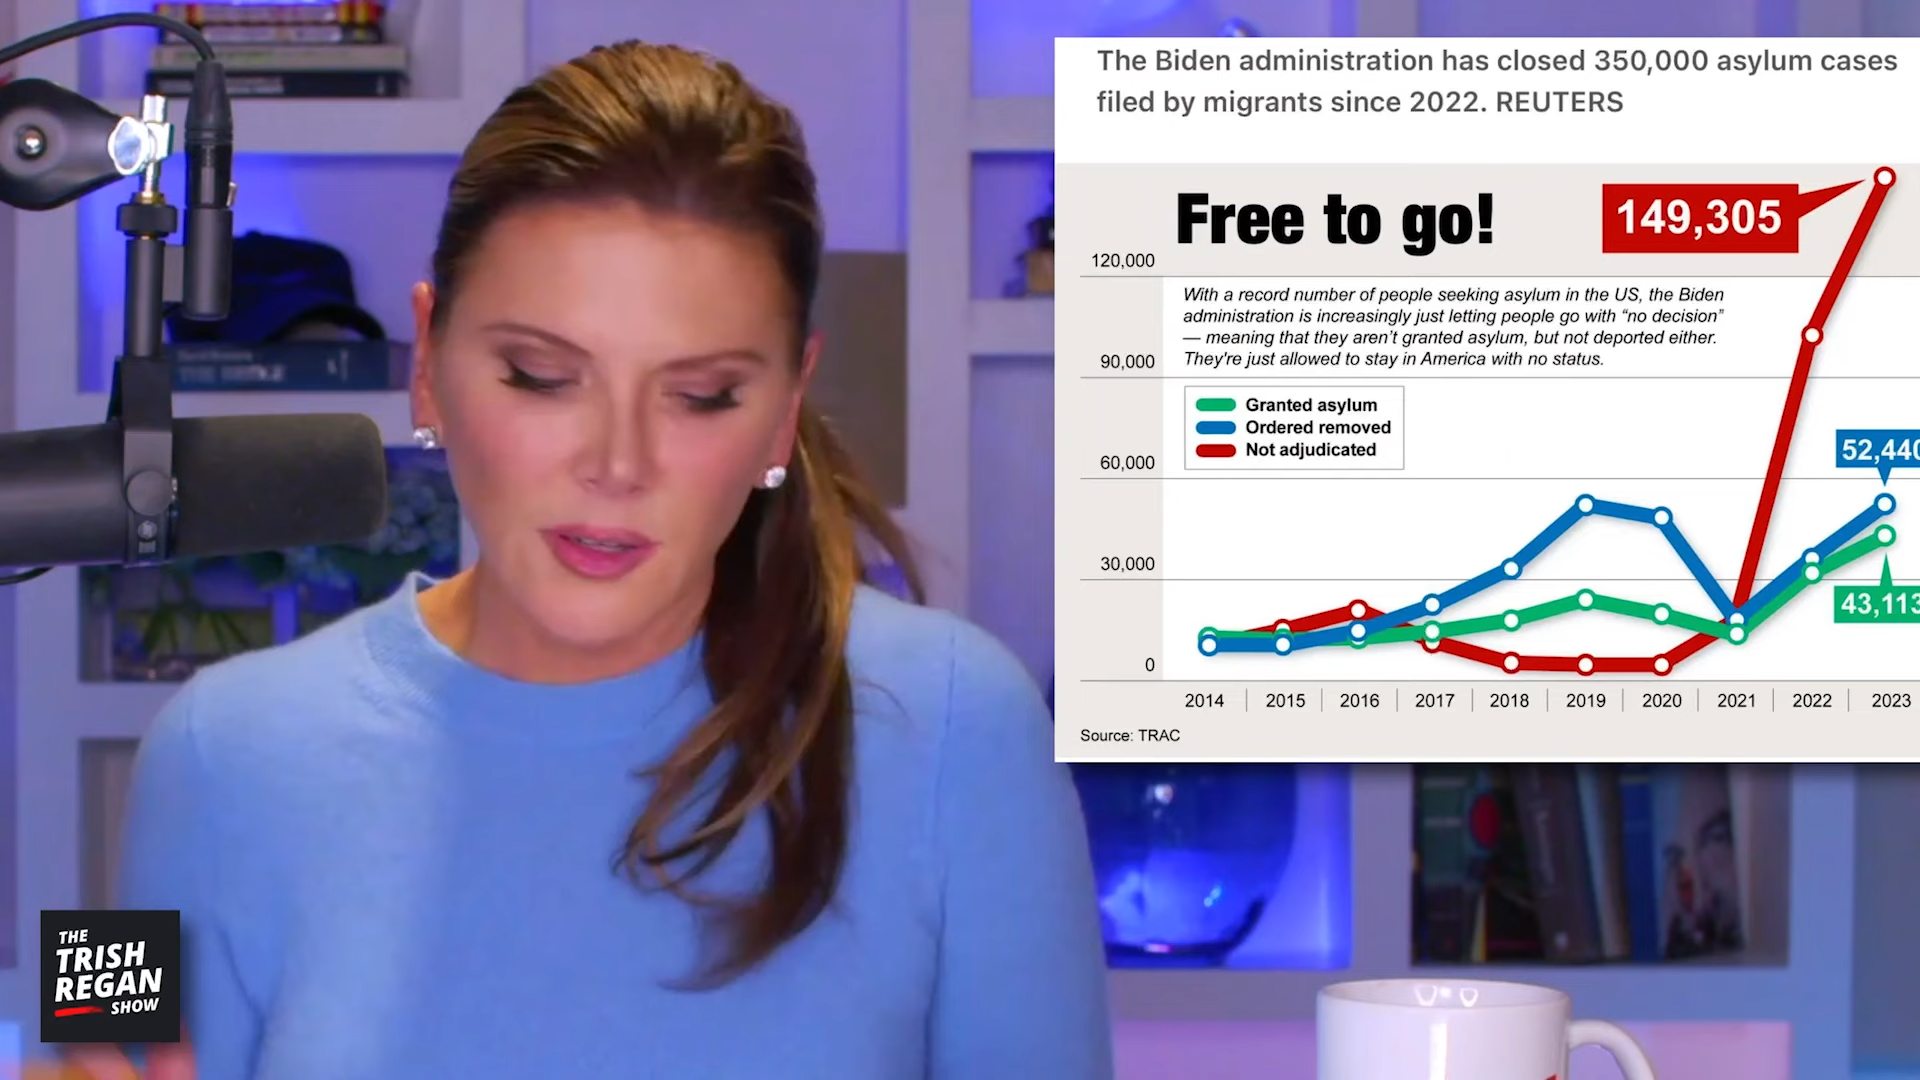 The Biden administration has closed 350,000 asylum cases
filed by migrants since 2022. REUTERS
Free to go!
149,305
120,000
With a record number of people seeking asylum in the US, the Biden
administration is increasingly just letting people go with “no decision”
— meaning that they aren't granted asylum, but not deported either.
They're just allowed to stay in America with no status.
90,000
Granted asylum
Ordered removed
Not adjudicated
60,000
52,440
30,000
43,113
0
2014 2015 2016 2017 2018 2019 2020 2021 2022 2023
Source: TRAC
THE
TRISH
REGAN
SHOW